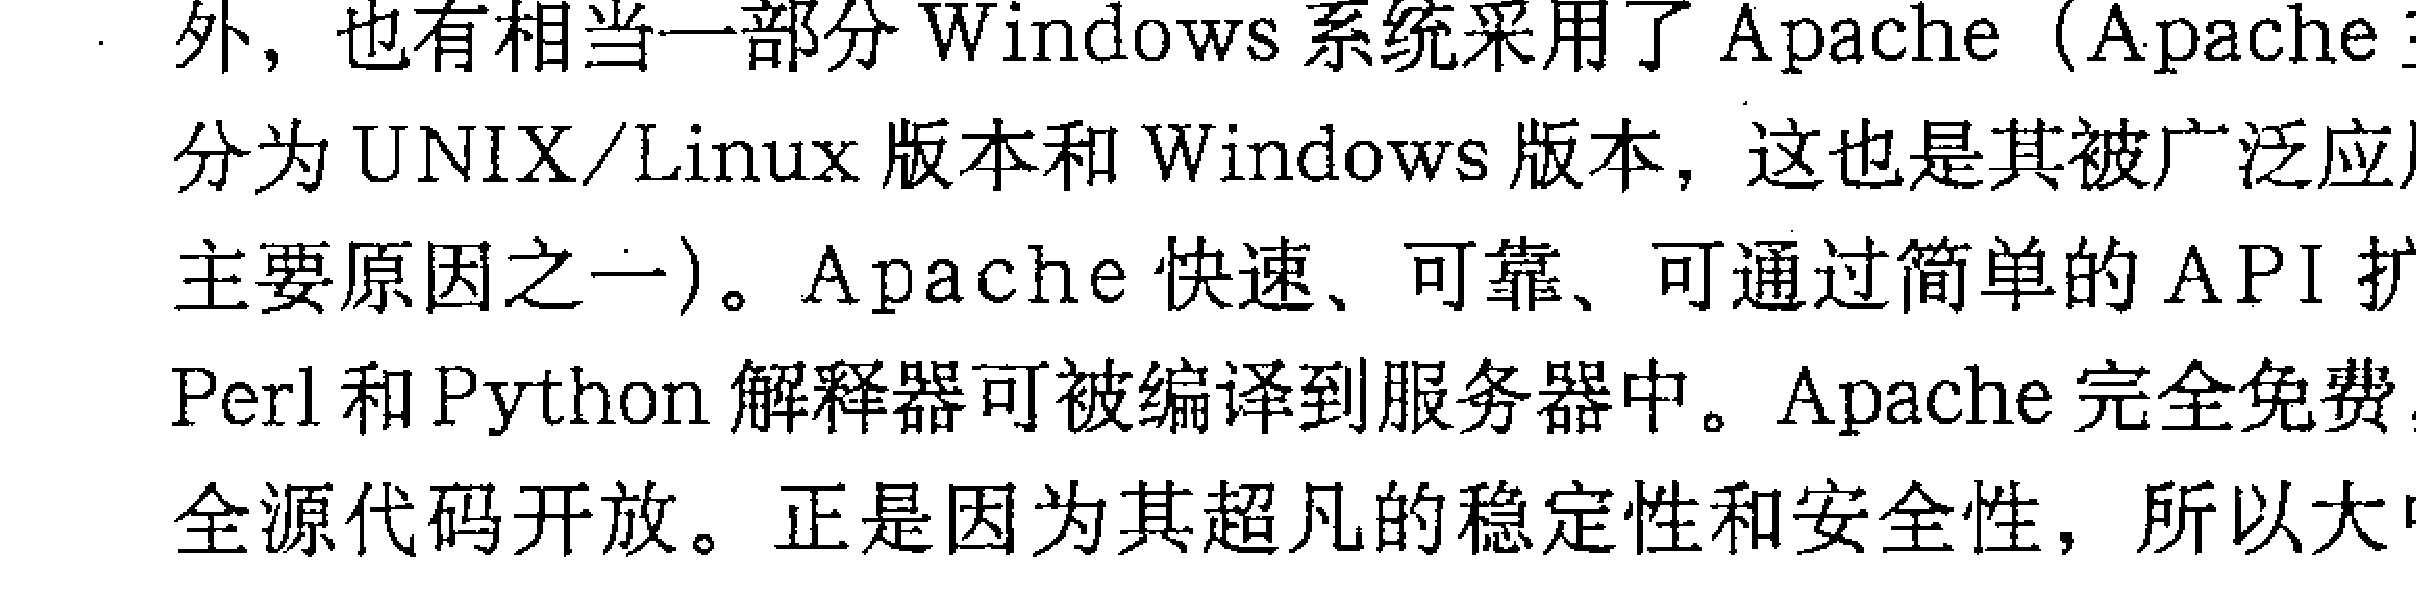 外，也有相当一部分 Windows 系统采用了 Apache（Apache
分为 UNIX/Linux 版本和 Windows 版本，这也是其被广泛应
主要原因之一）。Apache 快速、可靠、可通过简单的 API 扩
Perl 和 Python 解释器可被编译到服务器中。Apache 完全免费，
全源代码开放。正是因为其超凡的稳定性和安全性，所以大